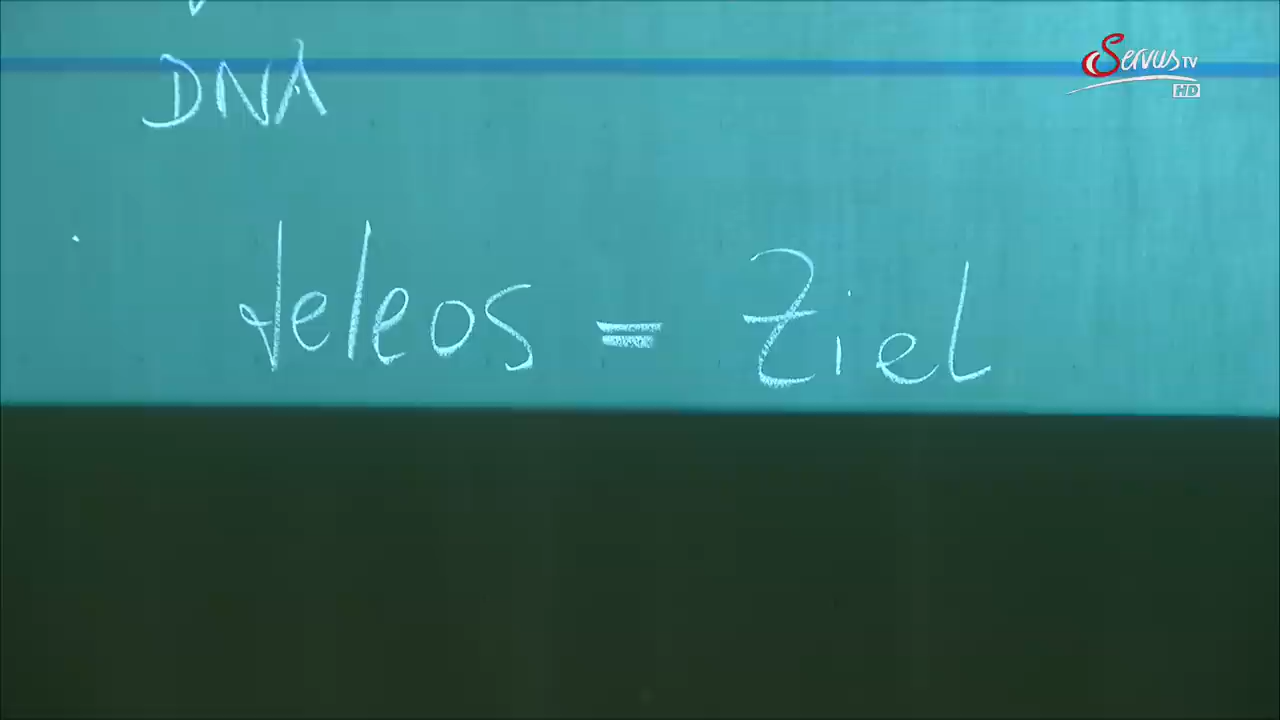 Servus TV
HD
DNA
teleos = Ziel